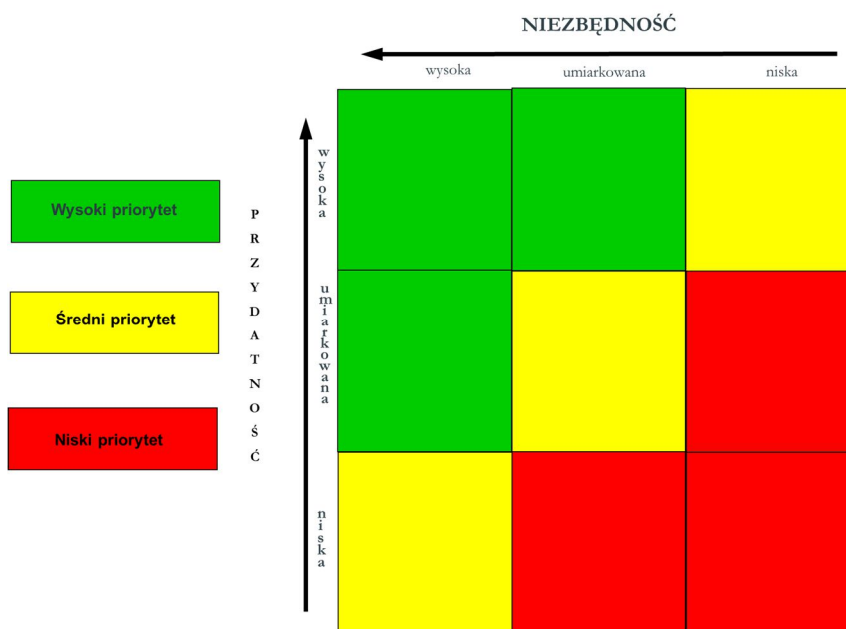 NIEZBĘDNOŚĆ
wysoka umiarkowana niska
Wysoki priorytet
Średni priorytet
Niski priorytet
PRZYDATNOŚĆ
wysoka
umiarkowana
niska